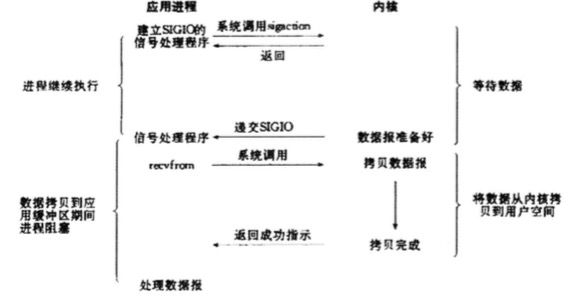 应用进程
内核
建立SIGIO的
信号处理程序
系统调用sigaction
返回
进程继续执行
等待数据
递交SIGIO
信号处理程序
数据报准备好
系统调用
recvfrom
拷贝数据报
数据拷贝到应
用缓冲区期间
进程阻塞
将数据从内核拷
贝到用户空间
返回成功指示
拷贝完成
处理数据报